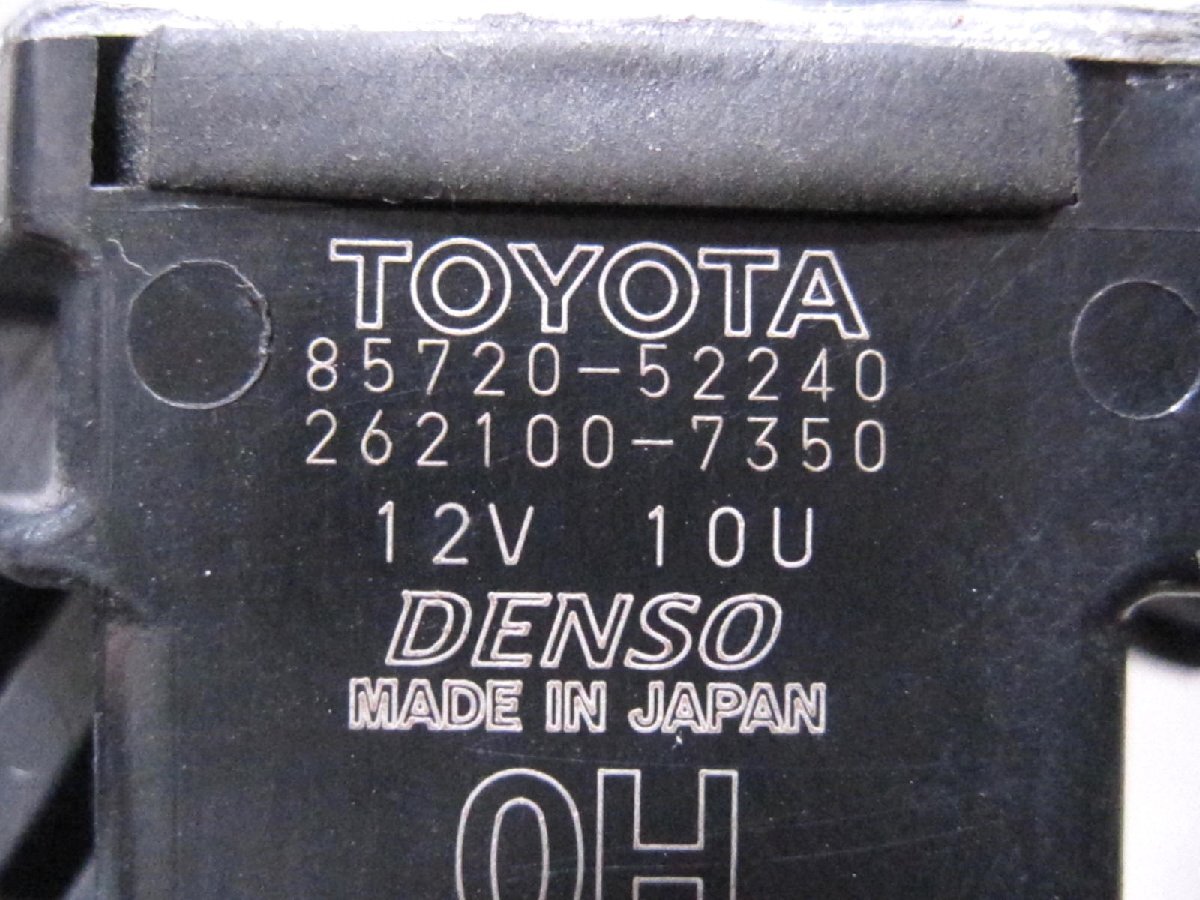 TOYOTA
85720-52240
262100-7350
12V 10U
DENSO
MADE IN JAPAN
0H